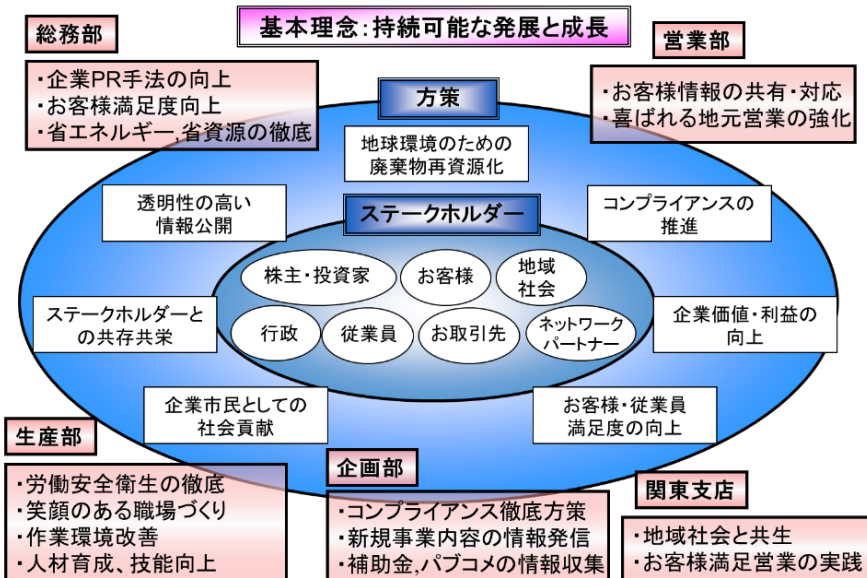 基本理念：持続可能な発展と成長
総務部
・企業PR手法の向上
・お客様満足度向上
・省エネルギー,省資源の徹底
営業部
・お客様情報の共有・対応
・喜ばれる地元営業の強化
方策
地球環境のための
廃棄物再資源化
透明性の高い
情報公開
コンプライアンスの
推進
ステークホルダーと
の共存共栄
企業価値・利益の
向上
企業市民としての
社会貢献
お客様・従業員
満足度の向上
ステークホルダー
株主・投資家
お客様
地域
社会
行政
従業員
お取引先
ネットワーク
パートナー
生産部
・労働安全衛生の徹底
・笑顔のある職場づくり
・作業環境改善
・人材育成、技能向上
企画部
・コンプライアンス徹底方策
・新規事業内容の情報発信
・補助金,パブコメの情報収集
関東支店
・地域社会と共生
・お客様満足営業の実践